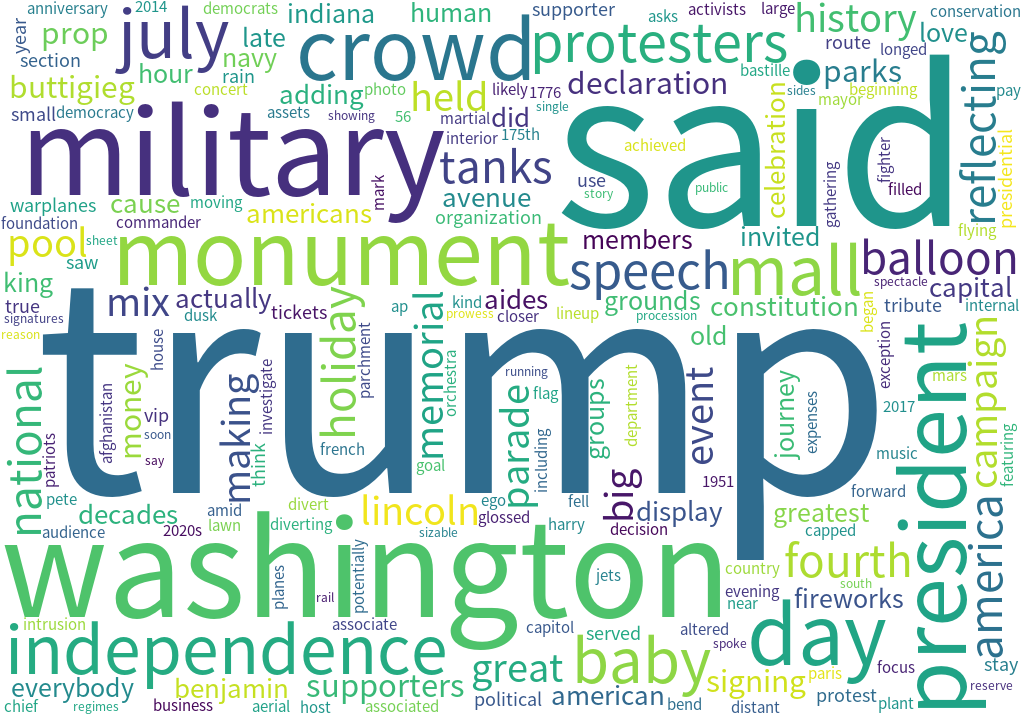 anniversary 2014 democrats indiana human supporter asks activists large history conservation
year prop july late crowd protesters route longed love
section navy bastille parks
buttigieg hour rain concert adding photo held likely 1776 declaration sides mayor beginning pay
small democracy assets showing 56 martial did single celebration reflecting
military interior 175th said achieved
tanks use story public gathering fighter filled presidential
warplanes cause moving americans mark avenue
foundation commander organization flying
pool sheet monument members invited balloon
king saw speech mall spectacle capital
true mix actually tickets dusk holiday ap memorial kind aides closer lineup grounds constitution began tribute internal
signatures prowess procession
reason trump house parchment old exception president
national afghanistan money vip making investigate orchestra running flag parade groups department event journey expenses mars campaign
patriots soon think french goal including 2017 featuring
say music
pete decades amid divert lincoln ego fell big 1951 display greatest forward
audience 2020s lawn diverting sizable glossed harry decision capped america
washington planes rail potentially jets country fourth south
intrusion associate capitol served evening near fireworks
independence altered spoke day
everybody benjamin supporters great baby signing paris focus stay
chief regimes business aerial host associated political american bend distant protest plant reserve